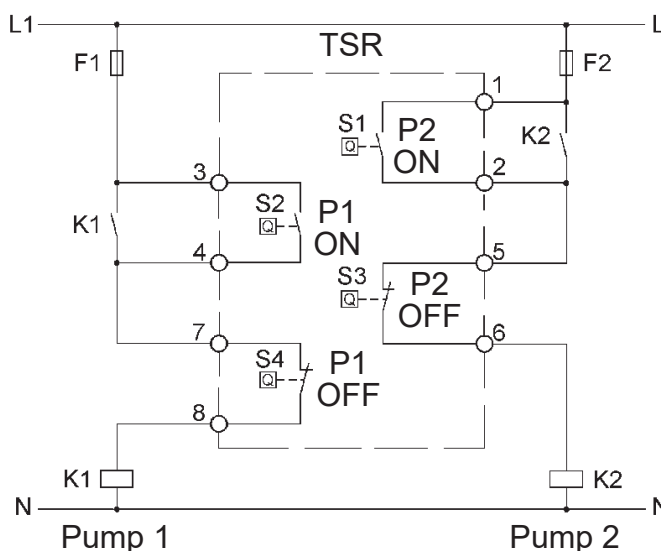 L1
L
F1
TSR
F2
1
S1
P2
K2
Q
ON
3
2
S2
P1
K1
Q
ON
4
5
S3
P2
Q
OFF
7
6
S4
P1
Q
OFF
8
K1
K2
N
N
Pump 1
Pump 2